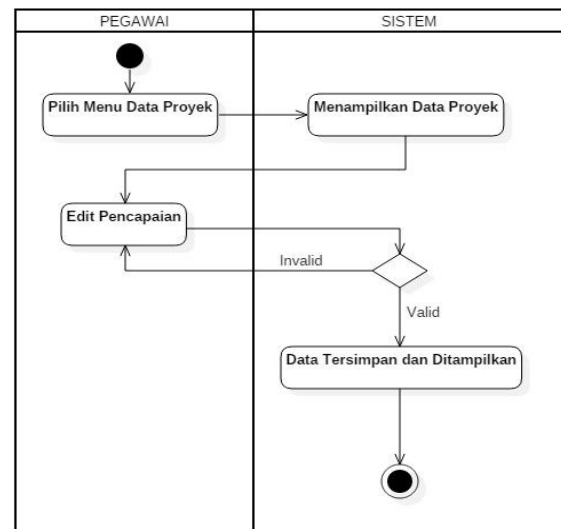 PEGAWAI
SISTEM
Pilih Menu Data Proyek
Menampilkan Data Proyek
Edit Pencapaian
Invalid
Valid
Data Tersimpan dan Ditampilkan